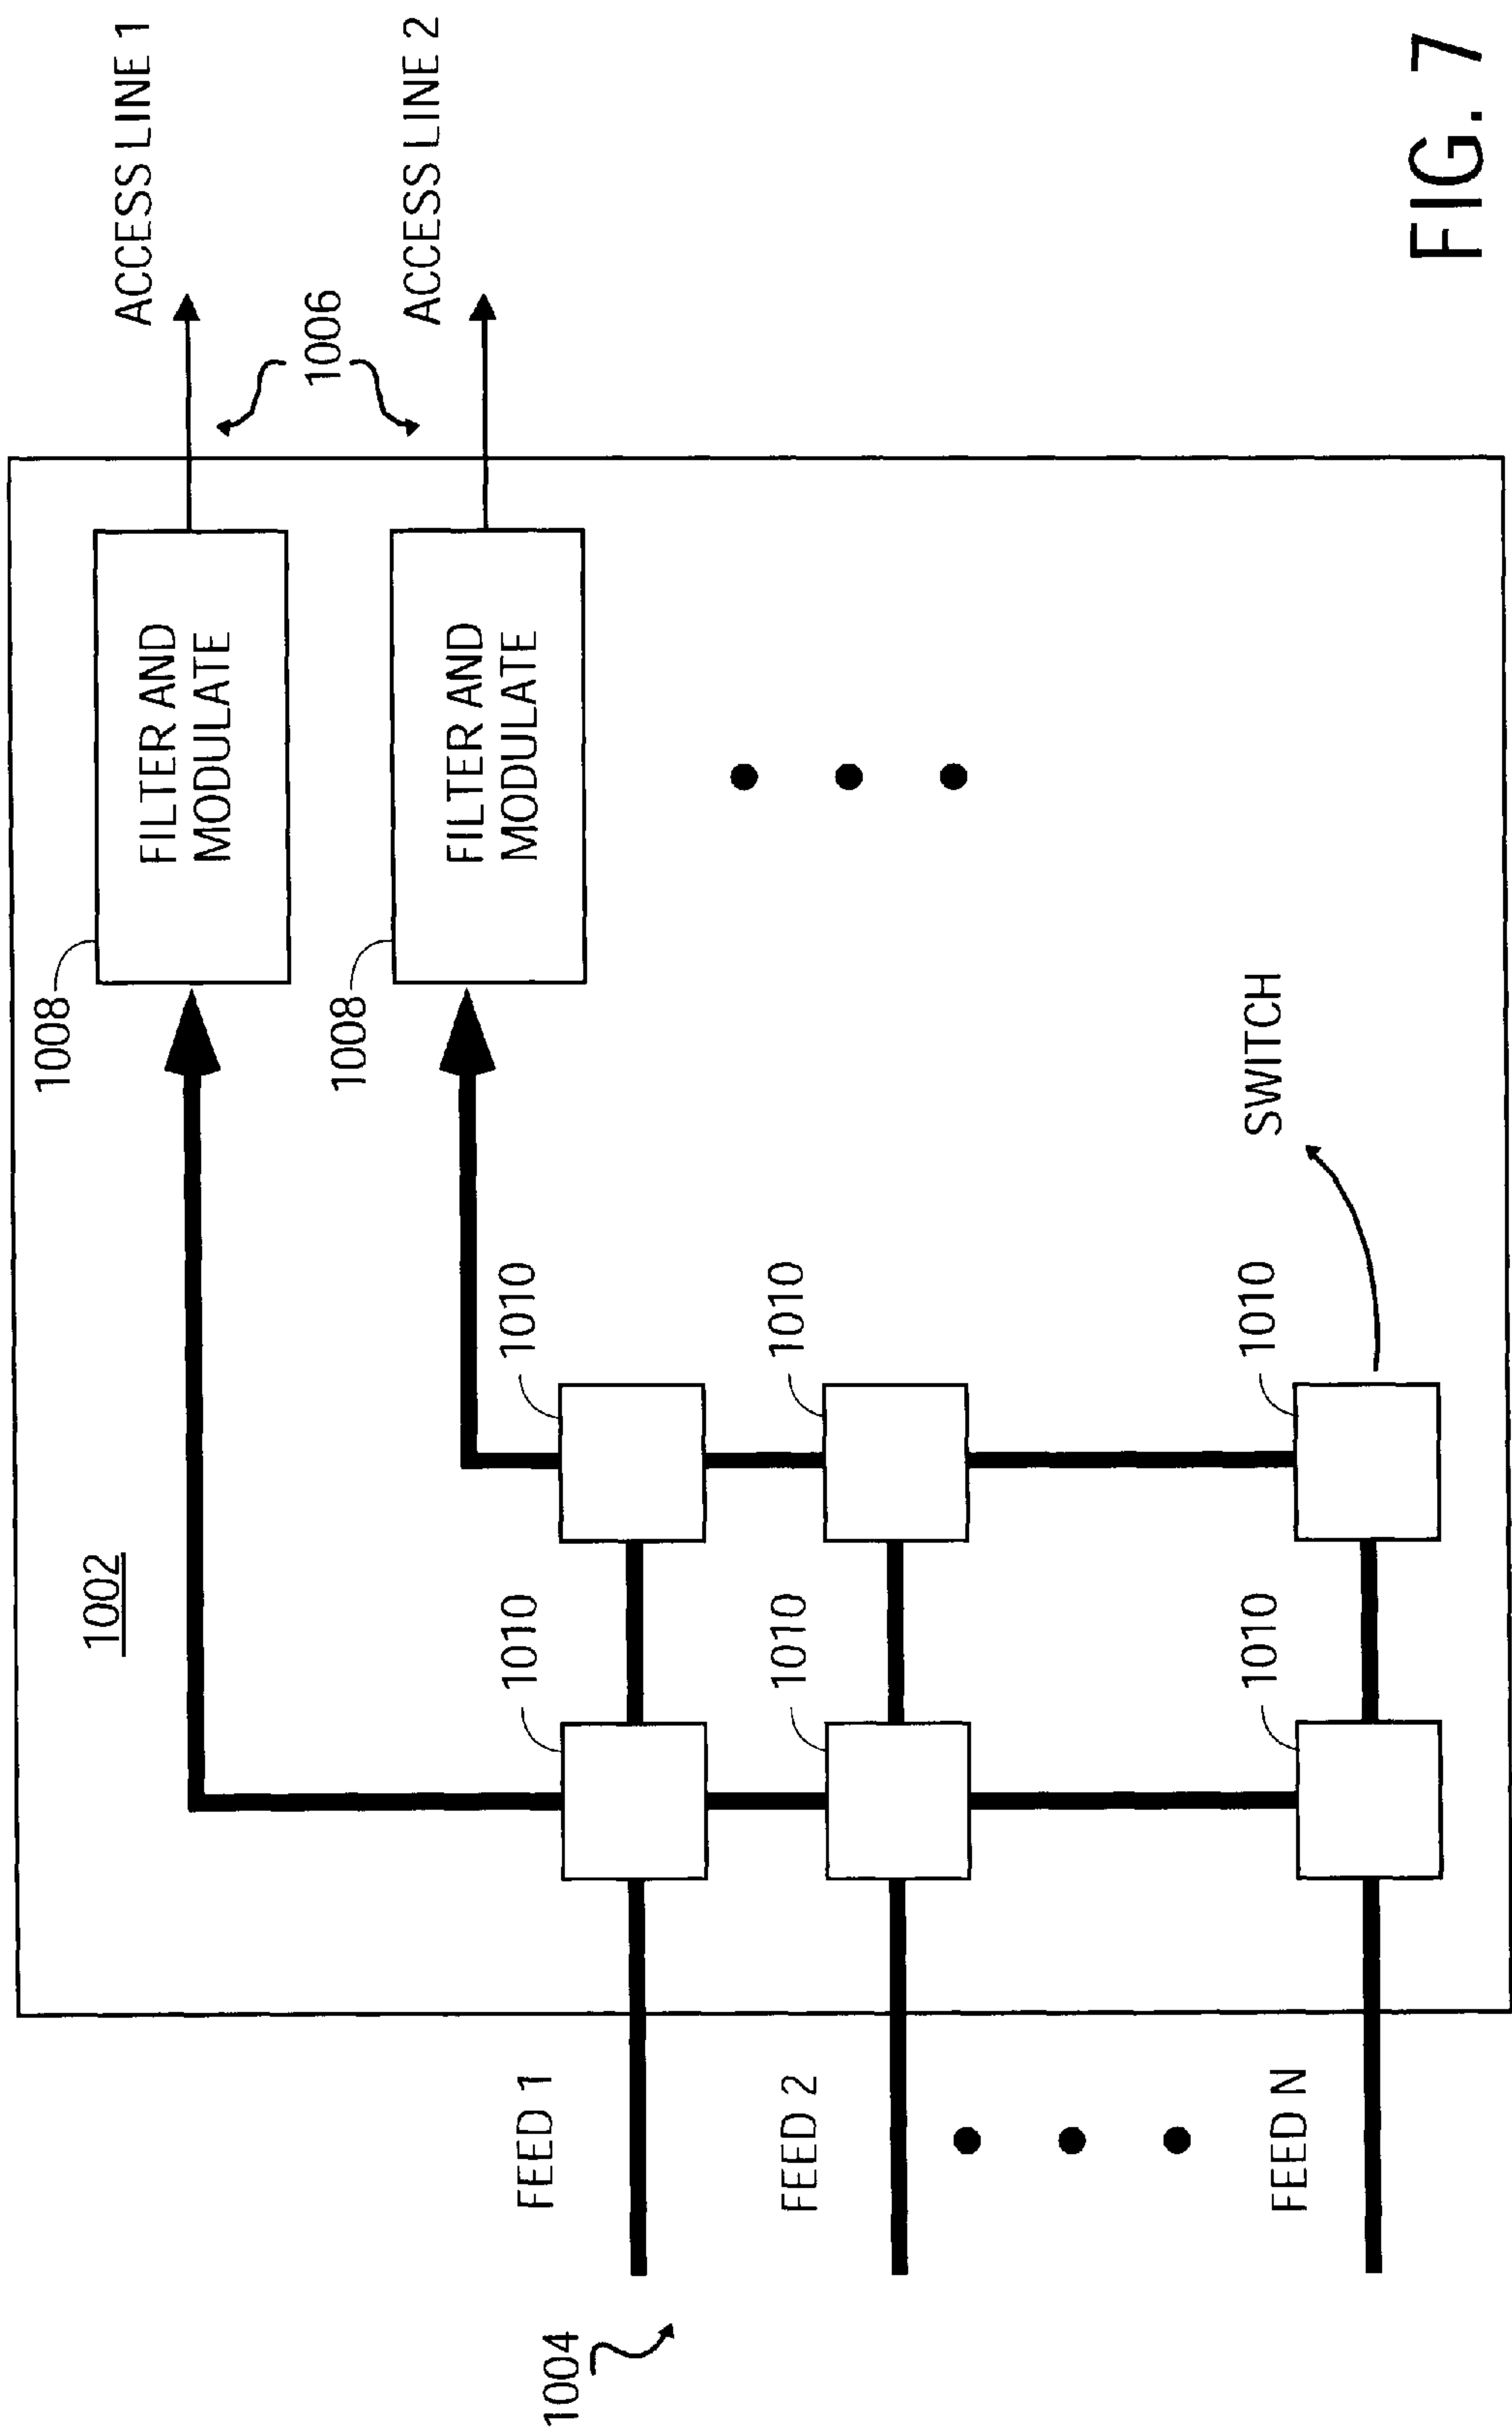 1002
1008
FILTER AND
MODULATE
ACCESS LINE 1
1006
1008
FILTER AND
MODULATE
ACCESS LINE 2
1004
FEED 1
1010
1010
FEED 2
1010
1010
FEED N
1010
1010
SWITCH
FIG. 7